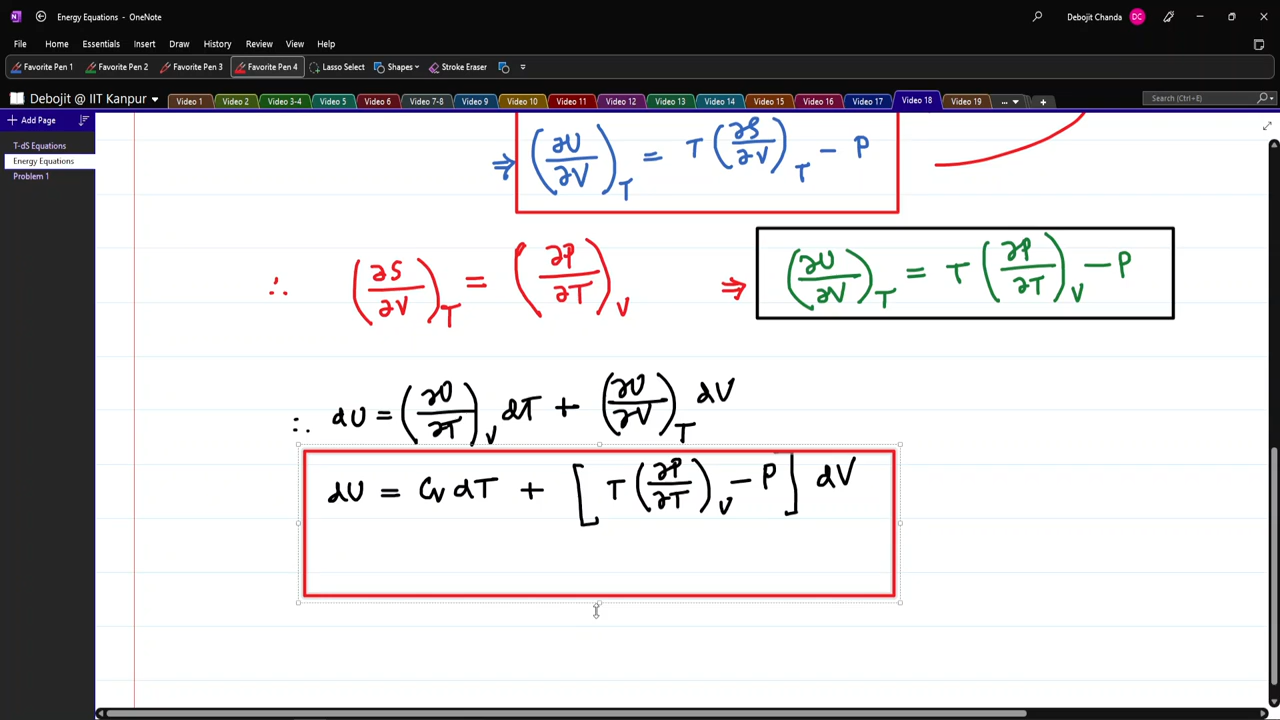 Energy Equations - OneNote
Debojit Chanda DC
File Home Essentials Insert Draw History Review View Help
Favorite Pen 1 Favorite Pen 2 Favorite Pen 3 Favorite Pen 4 Lasso Select Shapes Stroke Eraser
Debojit @ IIT Kanpur Video 1 Video 2 Video 3-4 Video 5 Video 6 Video 7-8 Video 9 Video 10 Video 11 Video 12 Video 13 Video 14 Video 15 Video 16 Video 17 Video 18 Video 19 ... Search (Ctrl+E)
Add Page
T-dS Equations
Energy Equations
Problem 1
⇒ (∂U/∂V)_T = T(∂S/∂V)_T − P
∴ (∂S/∂V)_T = (∂P/∂T)_V ⇒ (∂U/∂V)_T = T(∂P/∂T)_V − P
∴ dU = (∂U/∂T)_V dT + (∂U/∂V)_T dV
dU = C_V dT + [T(∂P/∂T)_V − P] dV